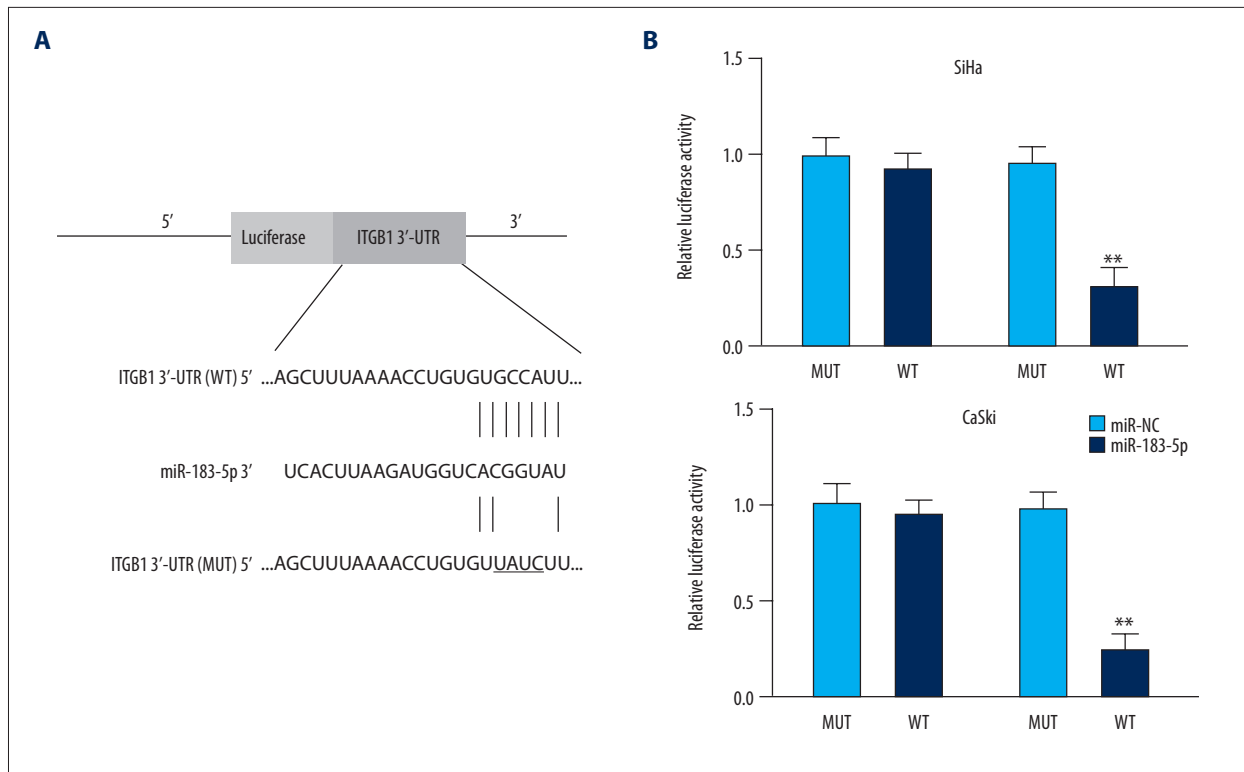 A
5’ 3’
Luciferase ITGB1 3’-UTR
ITGB1 3’-UTR (WT) 5’ ...AGCUUUAAAACCUGUGUGCCAUU...
miR-183-5p 3’ UCACUUAAGAUGGUCACGGUAU
ITGB1 3’-UTR (MUT) 5’ ...AGCUUUAAAACCUGUGUUAUCUU...
B
SiHa
Relative luciferase activity
1.5
1.0
0.5
0.0
**
MUT WT MUT WT
CaSki
miR-NC
miR-183-5p
Relative luciferase activity
1.5
1.0
0.5
0.0
**
MUT WT MUT WT